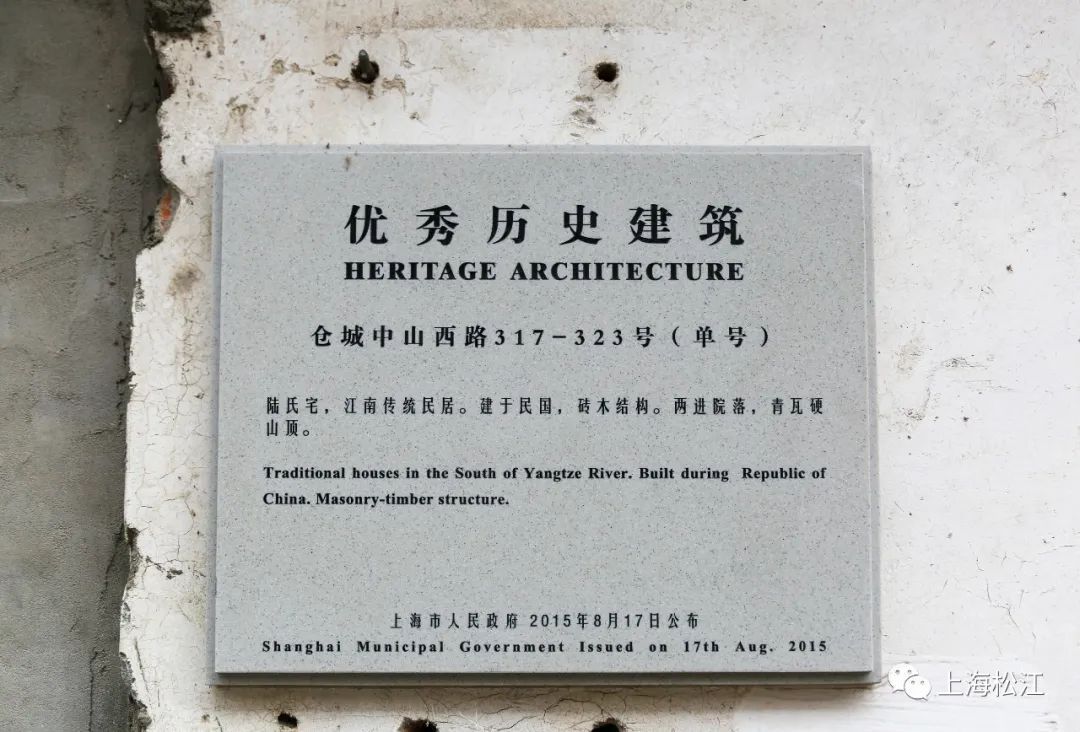 优秀历史建筑
HERITAGE ARCHITECTURE
仓城中山西路317-323号(单号)
陆氏宅，江南传统民居。建于民国，砖木结构。两进院落，青瓦硬
山顶。
Traditional houses in the South of Yangtze River. Built during Republic of
China. Masonry-timber structure.
上海市人民政府 2015年8月17日公布
Shanghai Municipal Government Issued on 17th Aug. 2015
上海松江